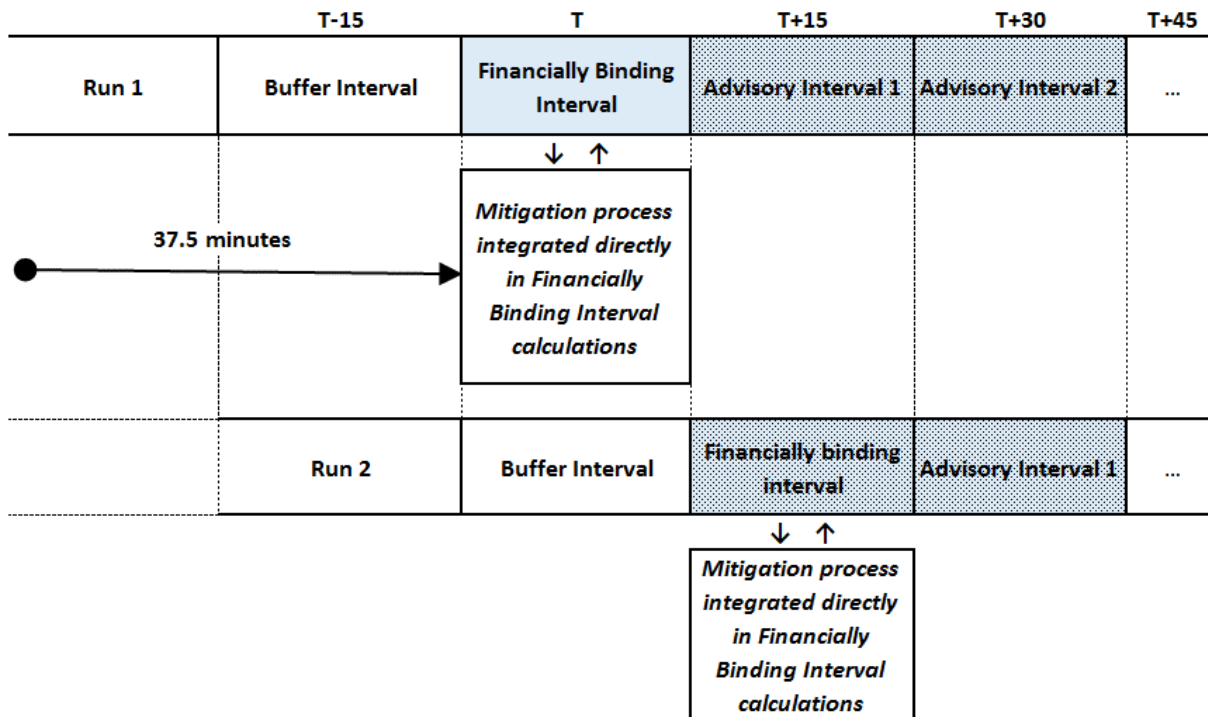 T-15 T T+15 T+30 T+45
Run 1 Buffer Interval Financially Binding Interval Advisory Interval 1 Advisory Interval 2 ...
↓ ↑
Mitigation process
integrated directly
in Financially
Binding Interval
calculations
37.5 minutes
Run 2 Buffer Interval Financially binding interval Advisory Interval 1 ...
↓ ↑
Mitigation process
integrated directly
in Financially
Binding Interval
calculations